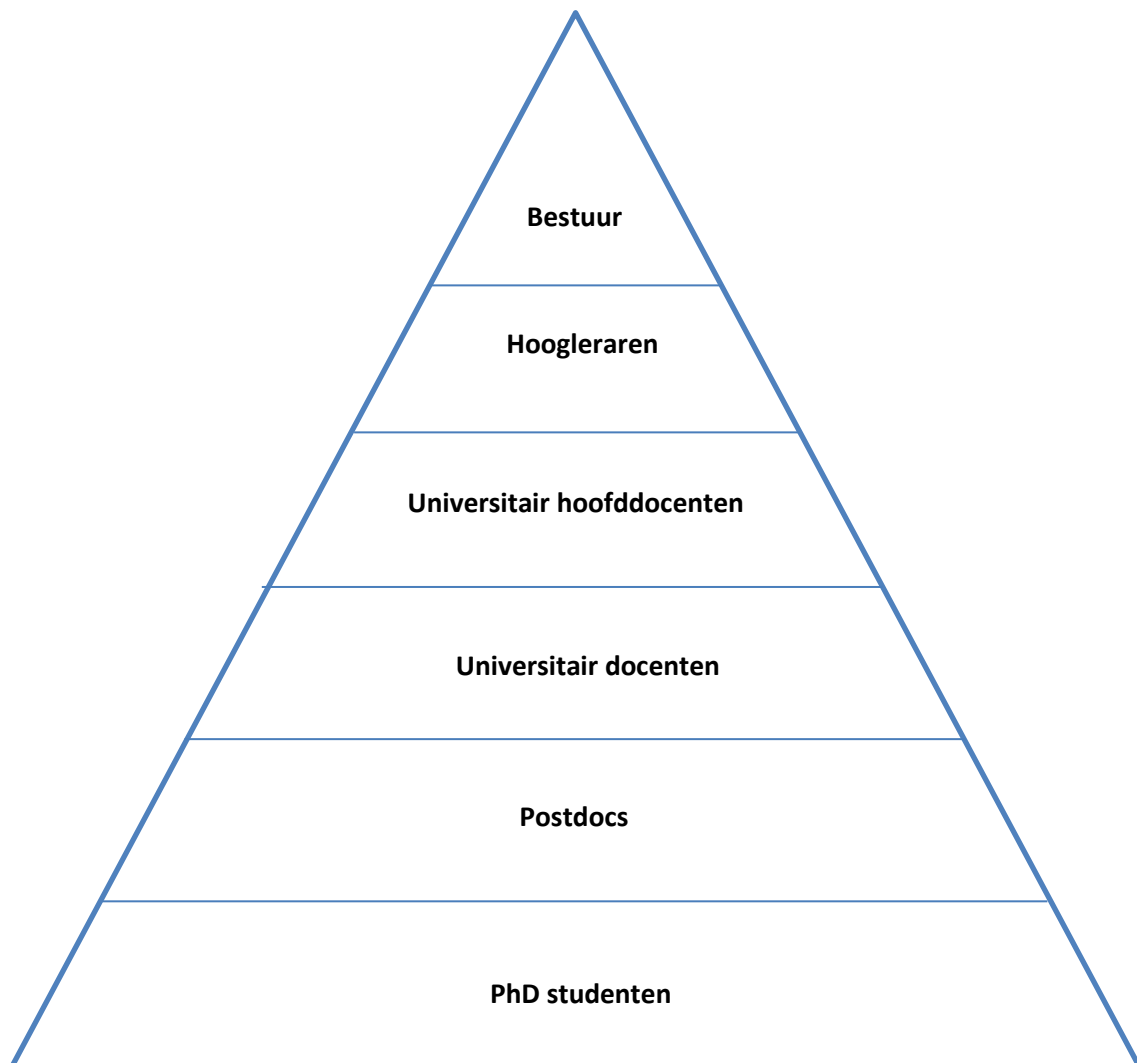 Bestuur
Hoogleraren
Universitair hoofddocenten
Universitair docenten
Postdocs
PhD studenten